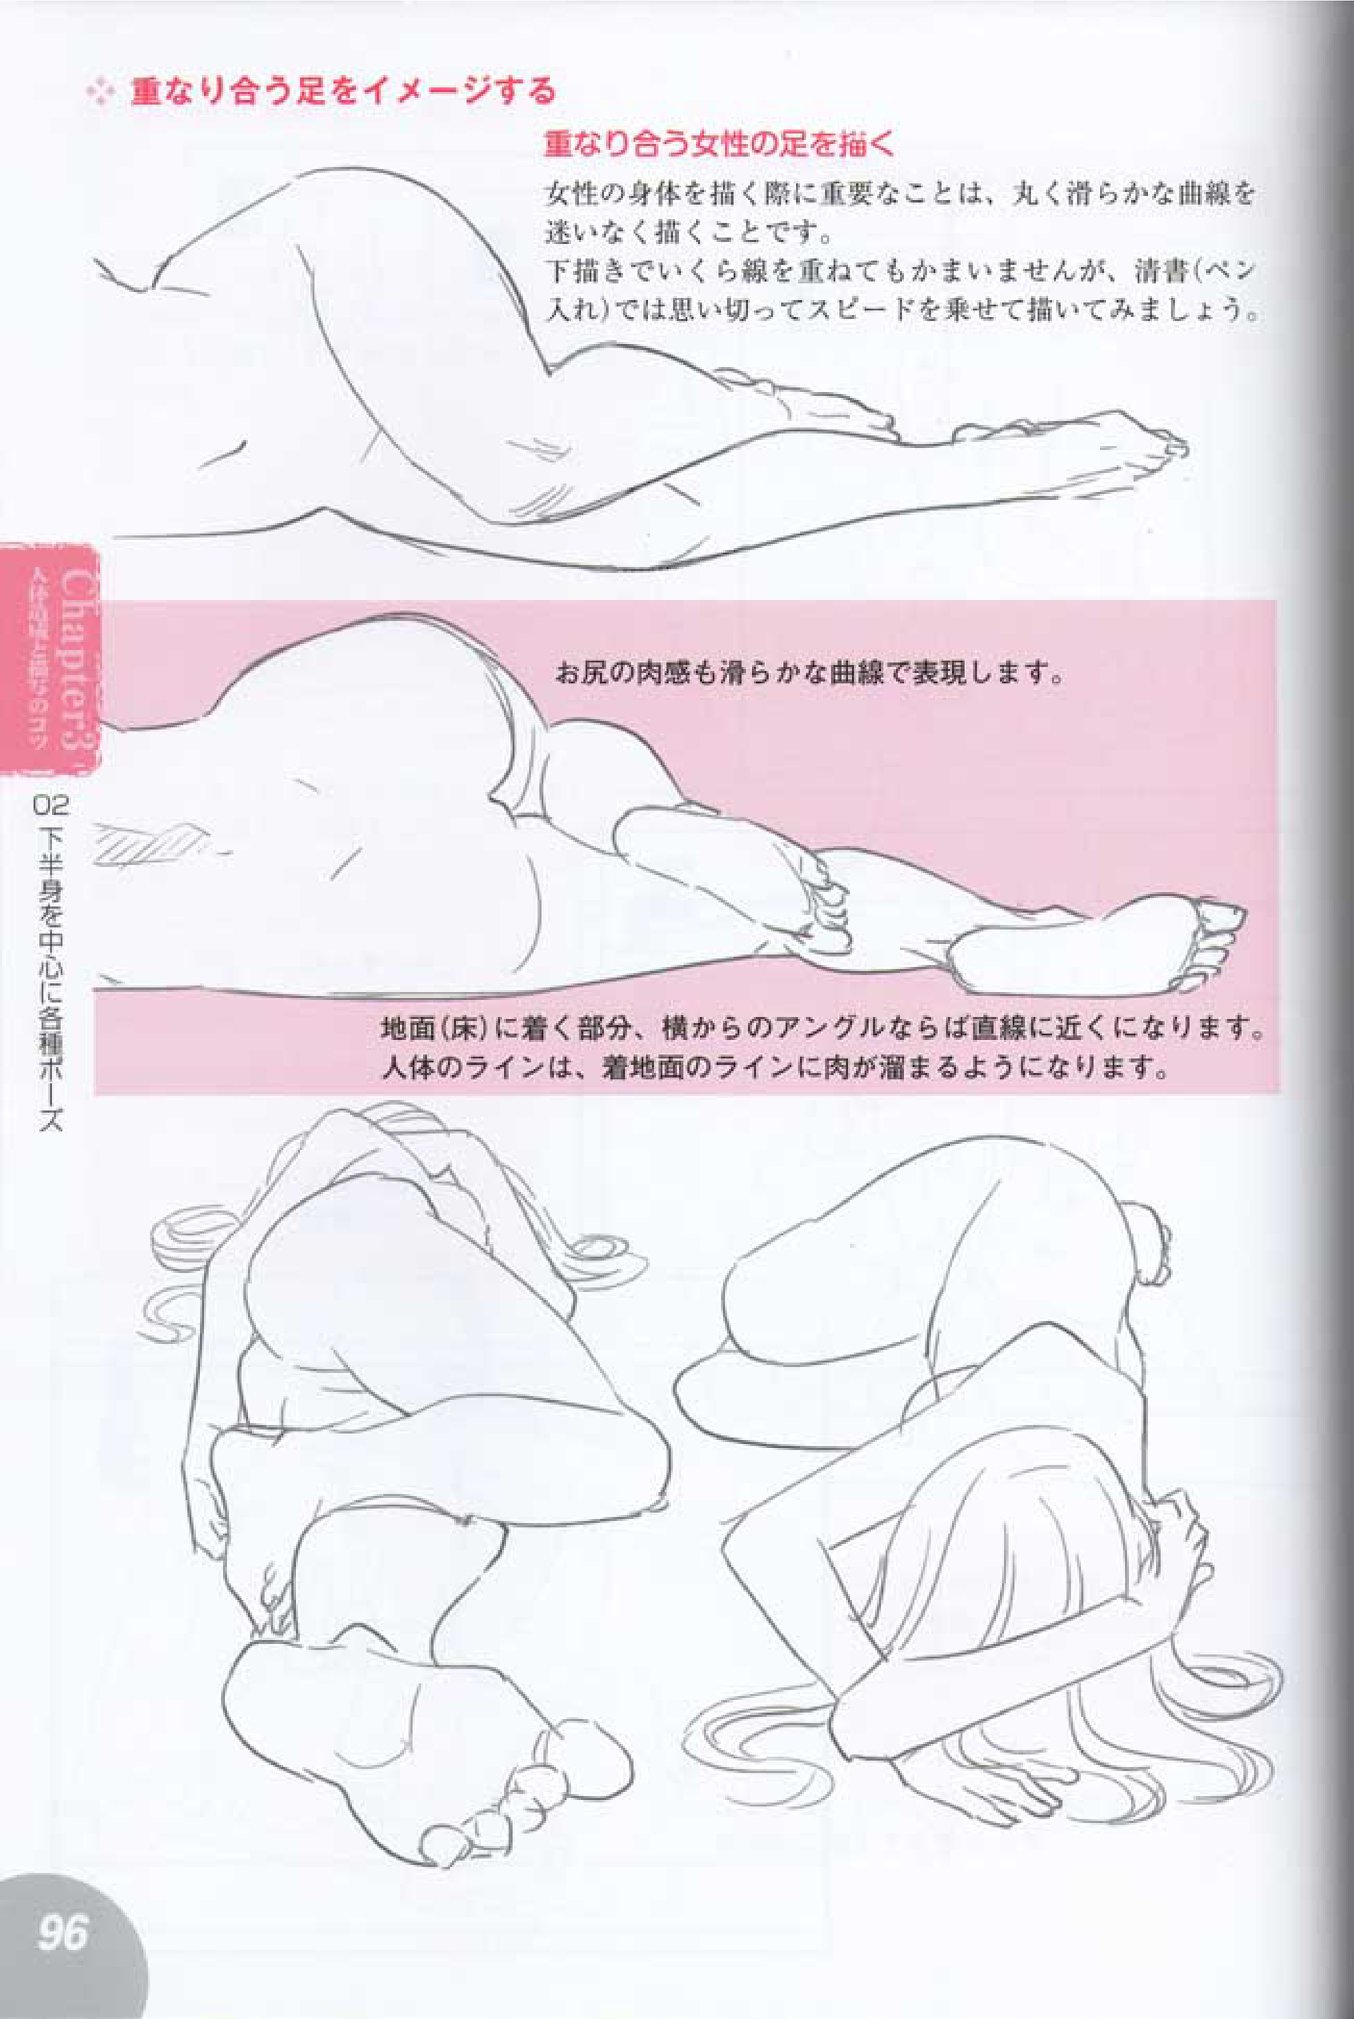 重なり合う足をイメージする
重なり合う女性の足を描く
女性の身体を描く際に重要なことは、丸く滑らかな曲線を
迷いなく描くことです。
下描きでいくら線を重ねてもかまいませんが、清書(ペン
入れ)では思い切ってスピードを乗せて描いてみましょう。
お尻の肉感も滑らかな曲線で表現します。
地面(床)に着く部分、横からのアングルならば直線に近くになります。
人体のラインは、着地面のラインに肉が溜まるようになります。
Chapter3
02 下半身を中心に各種ポーズ
96